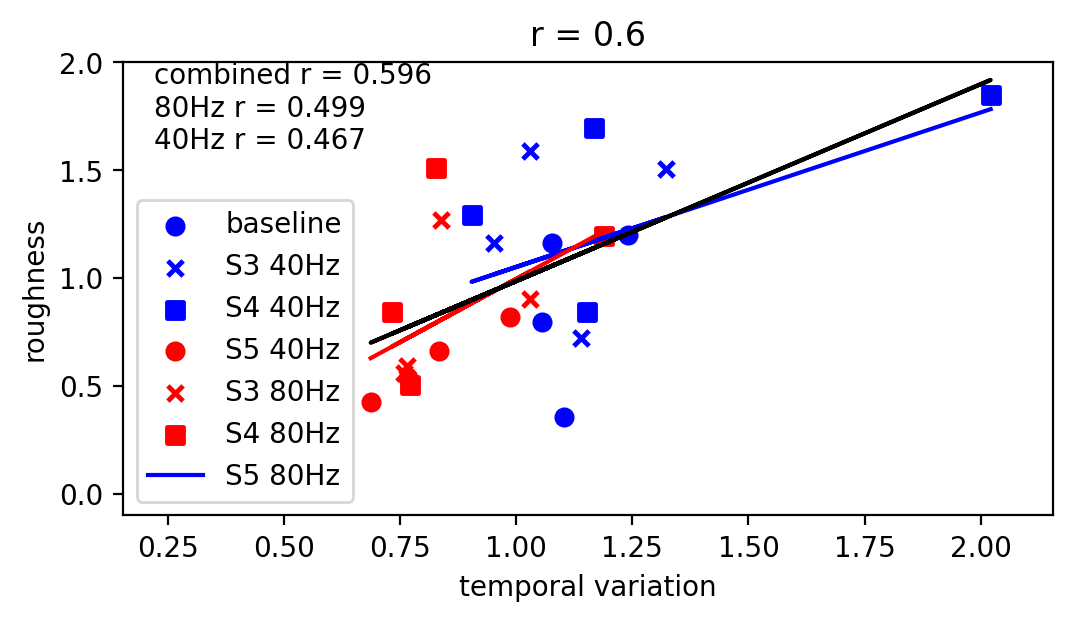 r = 0.6
combined r = 0.596
80Hz r = 0.499
40Hz r = 0.467
baseline
S3 40Hz
S4 40Hz
S5 40Hz
S3 80Hz
S4 80Hz
S5 80Hz
roughness
2.0
1.5
1.0
0.5
0.0
0.25 0.50 0.75 1.00 1.25 1.50 1.75 2.00
temporal variation